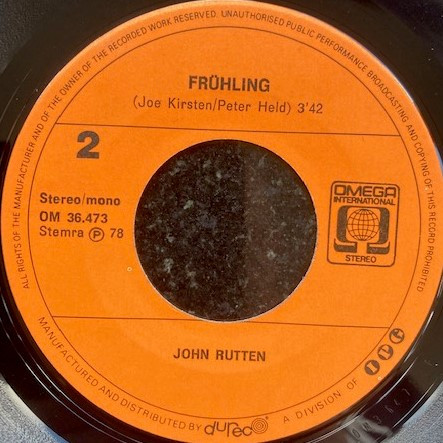 ALL RIGHTS OF THE MANUFACTURER AND OF THE OWNER OF THE RECORDED WORK RESERVED. UNAUTHORISED PUBLIC PERFORMANCE BROADCASTING AND COPYING OF THIS RECORD PROHIBITED
FRÜHLING
(Joe Kirsten/Peter Held) 3'42
2
Stereo/mono
OM 36.473
Stemra Ⓟ 78
OMEGA
INTERNATIONAL
STEREO
JOHN RUTTEN
MANUFACTURED AND DISTRIBUTED BY dureco A DIVISION OF